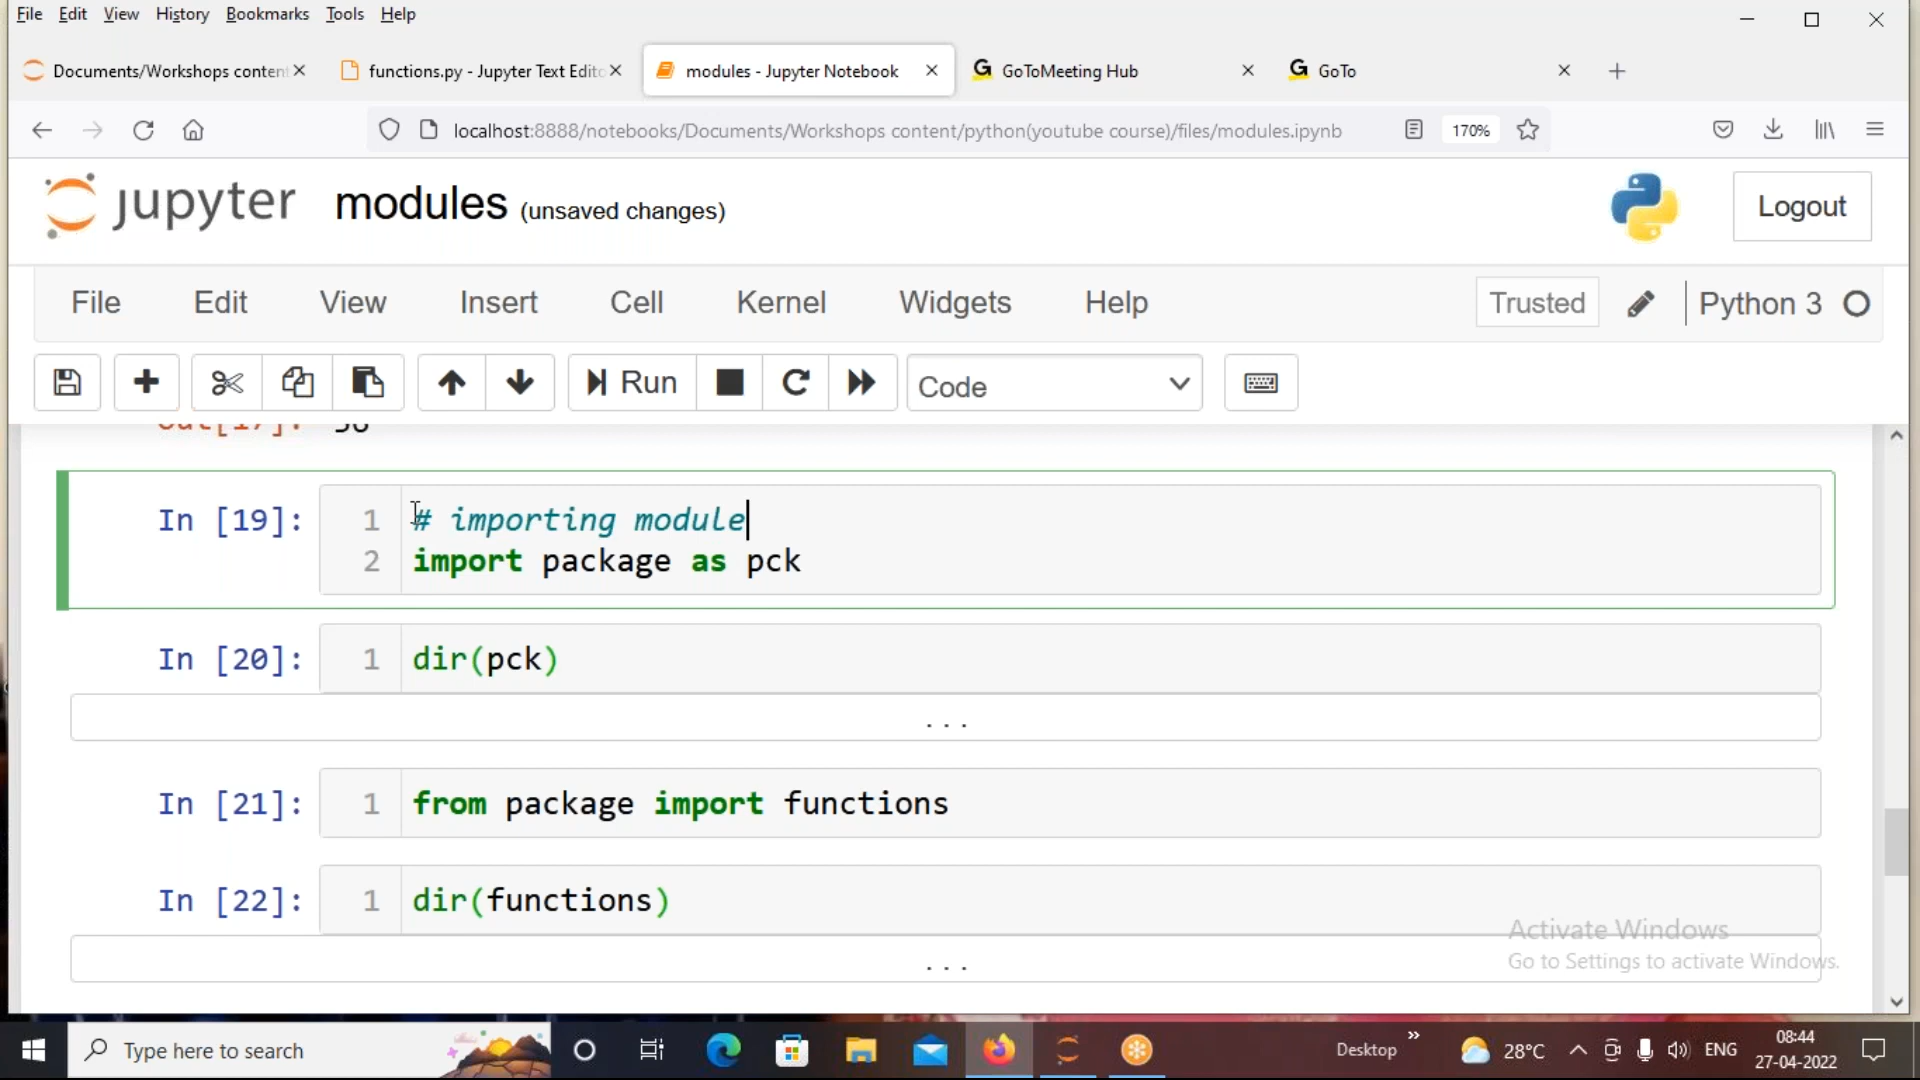 File Edit View History Bookmarks Tools Help
Documents/Workshops conten
functions.py - Jupyter Text Edito
modules - Jupyter Notebook
GoToMeeting Hub
GoTo
localhost:8888/notebooks/Documents/Workshops content/python(youtube course)/files/modules.ipynb
170%
jupyter modules (unsaved changes)
Logout
File Edit View Insert Cell Kernel Widgets Help
Trusted
Python 3
Run
Code
In [19]: 1 # importing module
2 import package as pck
In [20]: 1 dir(pck)
...
In [21]: 1 from package import functions
In [22]: 1 dir(functions)
...
Activate Windows
Go to Settings to activate Windows.
Type here to search
Desktop
28°C
ENG
08:44
27-04-2022